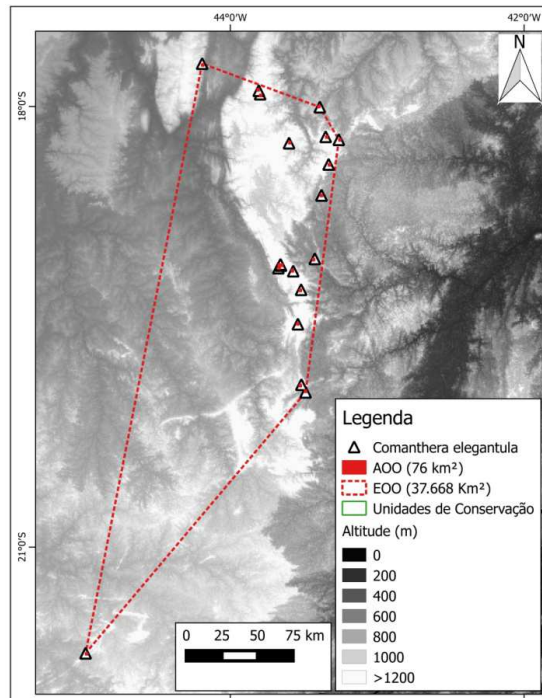 44°0'W
42°0'W
N
18°0'S
21°0'S
Legenda
Comanthera elegantula
AOO (76 km²)
EOO (37.668 Km²)
Unidades de Conservação
Altitude (m)
0
200
400
600
800
1000
>1200
0 25 50 75 km